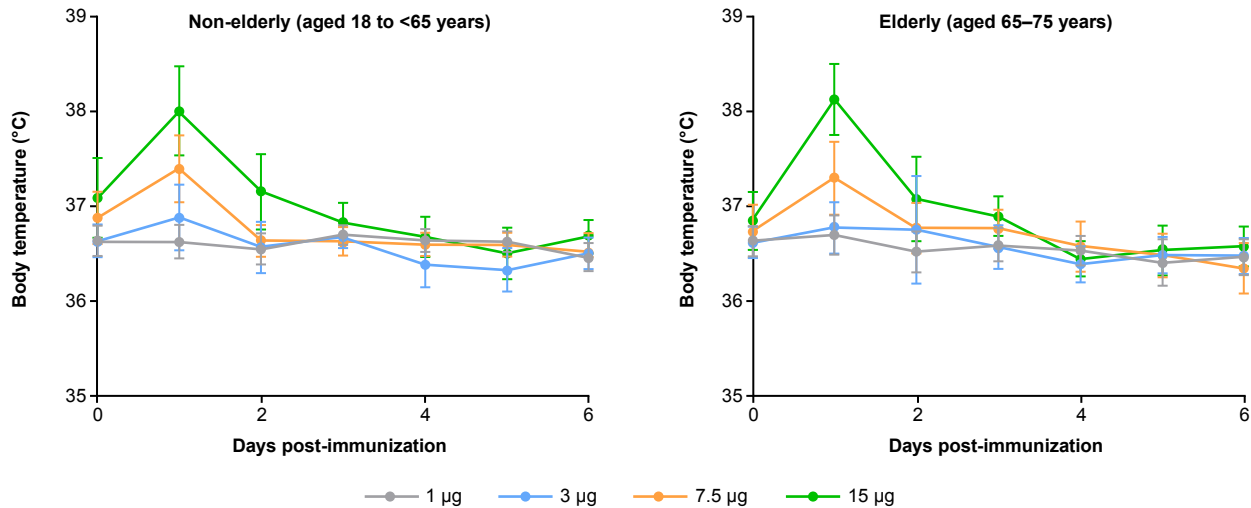 Non-elderly (aged 18 to <65 years)
39
38
37
36
35
Body temperature (°C)
0
2
4
6
Days post-immunization
Elderly (aged 65–75 years)
39
38
37
36
35
Body temperature (°C)
0
2
4
6
Days post-immunization
1 µg
3 µg
7.5 µg
15 µg